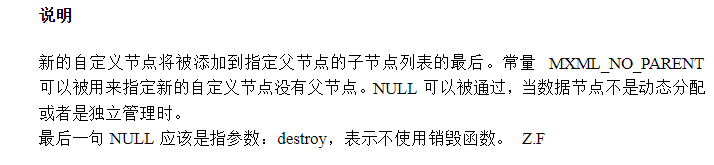 说明
新的自定义节点将被添加到指定父节点的子节点列表的最后。常量 MXML_NO_PARENT
可以被用来指定新的自定义节点没有父节点。NULL 可以被通过，当数据节点不是动态分配
或者是独立管理时。
最后一句 NULL 应该是指参数：destroy，表示不使用销毁函数。 Z.F